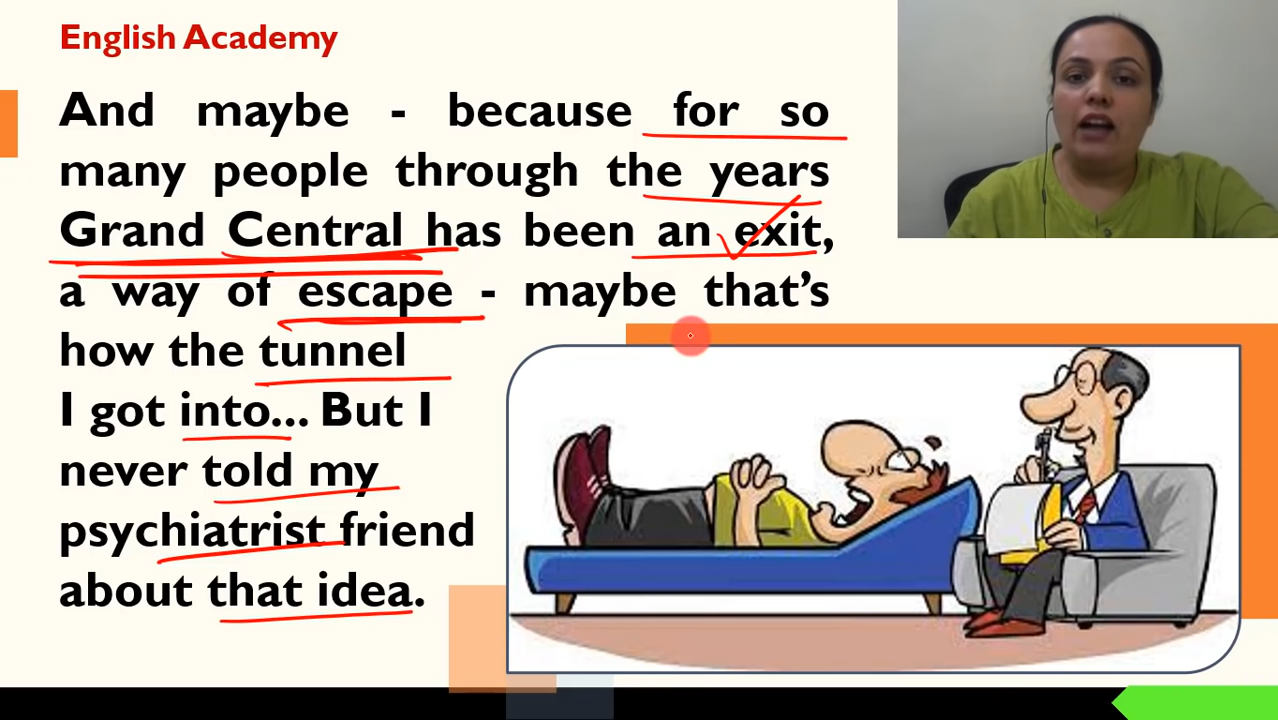 English Academy
And maybe - because for so
many people through the years
Grand Central has been an exit,
a way of escape - maybe that's
how the tunnel
I got into... But I
never told my
psychiatrist friend
about that idea.